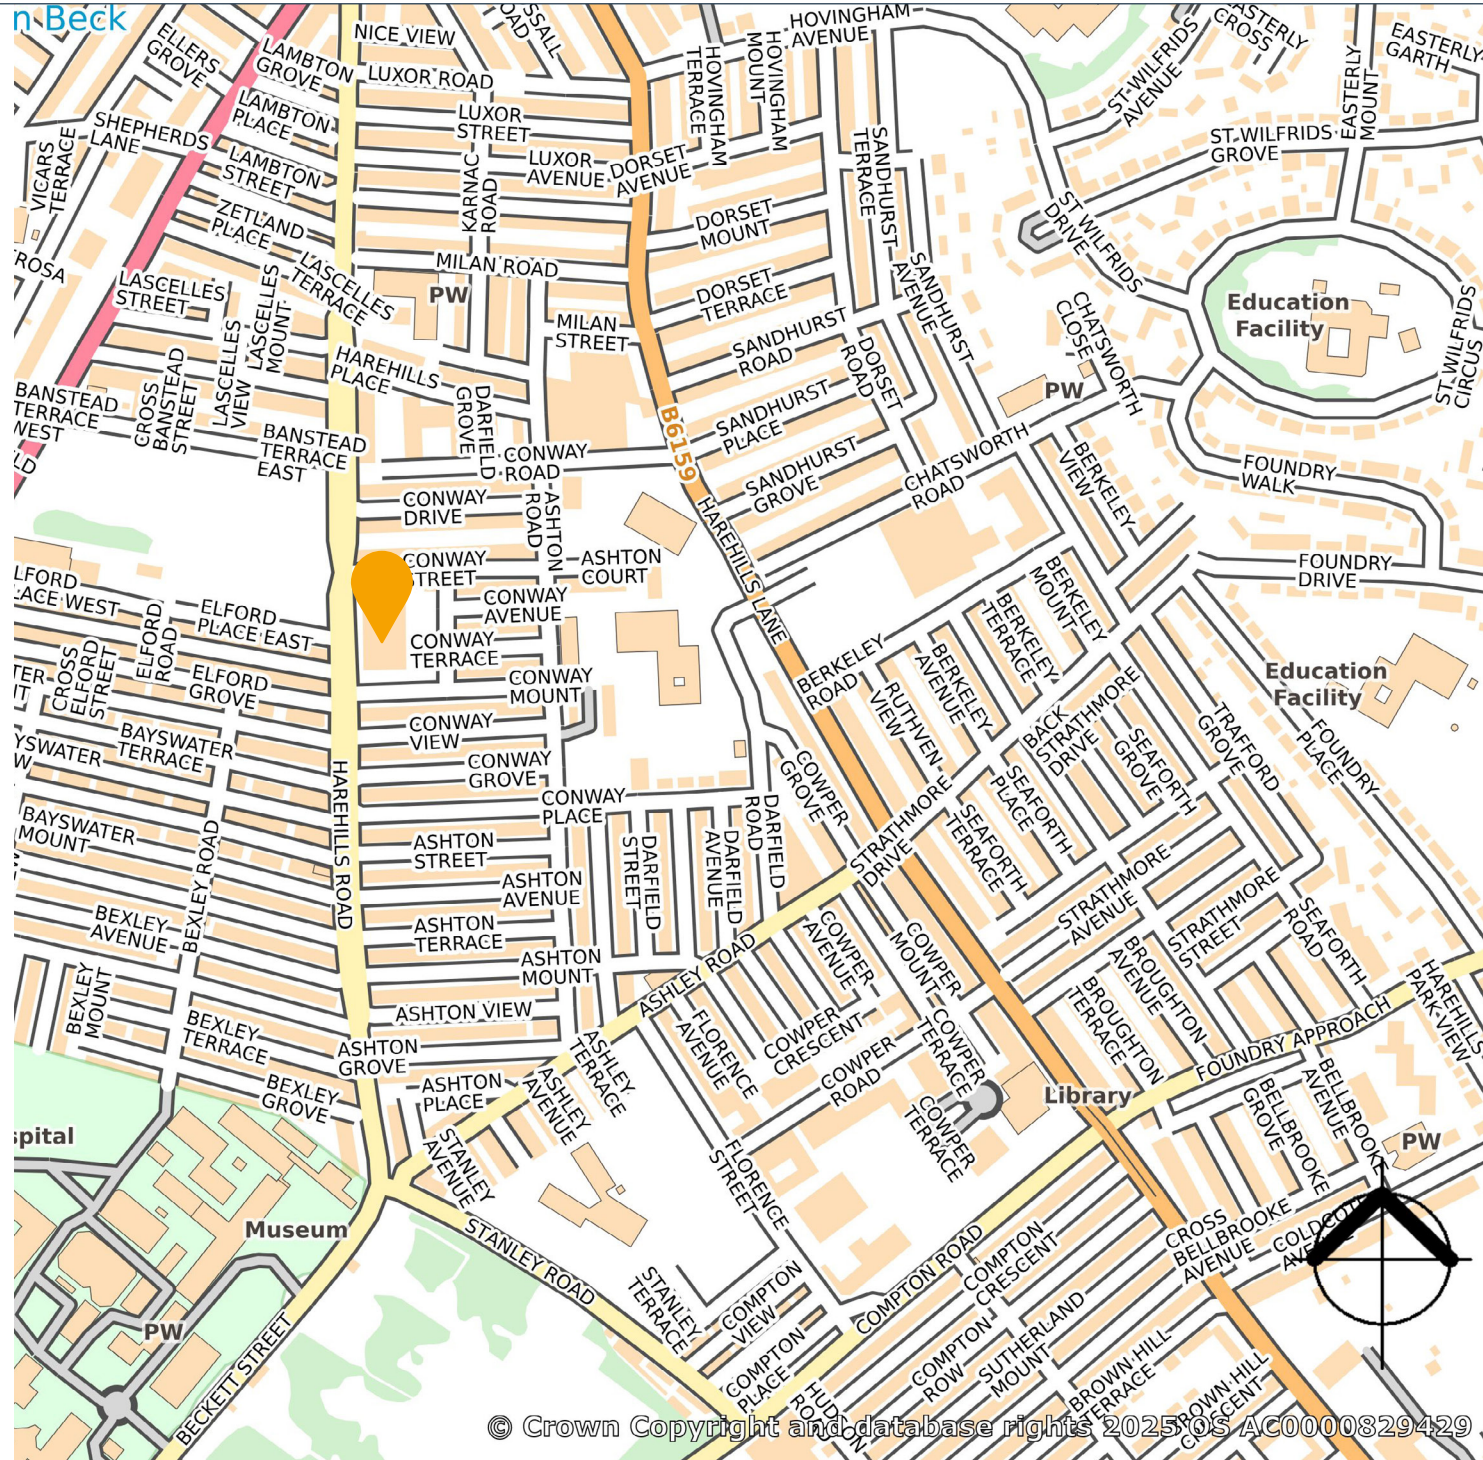 n Beck
ELLERS
GROVE
LAMBTON
GROVE
NICE VIEW
OAD
SSALL
HOVINGHAM
AVENUE
LUXOR ROAD
HOVINGHAM
TERRACE
HOVINGHAM
MOUNT
ST WILFRIDS
AVENUE
EASTERLY
CROSS
EASTERLY
MOUNT
EASTERLY
GARTH
SHEPHERDS
LANE
LAMBTON
PLACE
LUXOR
STREET
VICARS
TERRACE
LAMBTON
STREET
KARNAC
ROAD
LUXOR
AVENUE
DORSET
AVENUE
SANDHURST
TERRACE
ST WILFRIDS
GROVE
ZETLAND
PLACE
DORSET
MOUNT
ST WILFRIDS
DRIVE
ROSA
LASCELLES
TERRACE
MILAN ROAD
LASCELLES
STREET
LASCELLES
MOUNT
PW
DORSET
TERRACE
SANDHURST
AVENUE
CHATSWORTH
CLOSE
Education
Facility
ST WILFRIDS
CIRCUS
MILAN
STREET
SANDHURST
ROAD
DORSET
ROAD
HAREHILLS
PLACE
LASCELLES
VIEW
CROSS
BANSTEAD
STREET
BANSTEAD
TERRACE
WEST
DARFIELD
GROVE
B6159
SANDHURST
PLACE
PW
BANSTEAD
TERRACE
EAST
CONWAY
ROAD
SANDHURST
GROVE
CHATSWORTH
ROAD
BERKELEY
VIEW
FOUNDRY
WALK
LD
CONWAY
DRIVE
ASHTON
ROAD
HAREHILLS LANE
CONWAY
STREET
ASHTON
COURT
FOUNDRY
DRIVE
LFORD
LACE WEST
ELFORD
PLACE EAST
ELFORD
ROAD
CONWAY
AVENUE
BERKELEY
MOUNT
BERKELEY
TERRACE
CROSS
ELFORD
STREET
ELFORD
GROVE
CONWAY
TERRACE
BERKELEY
ROAD
BERKELEY
AVENUE
Education
Facility
TER
CONWAY
MOUNT
RUTHVEN
VIEW
BACK
STRATHMORE
DRIVE
BAYSWATER
TERRACE
CONWAY
VIEW
SEAFORTH
GROVE
TRAFFORD
GROVE
FOUNDRY
PLACE
YSWATER
W
CONWAY
GROVE
COWPER
GROVE
SEAFORTH
PLACE
BAYSWATER
MOUNT
HAREHILLS ROAD
CONWAY
PLACE
DARFIELD
ROAD
STRATHMORE
DRIVE
SEAFORTH
TERRACE
BEXLEY ROAD
ASHTON
STREET
DARFIELD
STREET
DARFIELD
AVENUE
ASHTON
AVENUE
STRATHMORE
AVENUE
STRATHMORE
STREET
BEXLEY
AVENUE
ASHTON
TERRACE
COWPER
AVENUE
COWPER
MOUNT
SEAFORTH
ROAD
ASHTON
MOUNT
ASHLEY ROAD
BROUGHTON
AVENUE
BEXLEY
MOUNT
ASHTON VIEW
BROUGHTON
TERRACE
HAREHILLS
PARK VIEW
BEXLEY
TERRACE
ASHTON
GROVE
FLORENCE
AVENUE
COWPER
CRESCENT
COWPER
TERRACE
FOUNDRY APPROACH
ASHLEY
TERRACE
COWPER
ROAD
BEXLEY
GROVE
ASHTON
PLACE
ASHLEY
AVENUE
Library
BELLBROOKE
AVENUE
BELLBROOKE
GROVE
spital
STANLEY
AVENUE
COWPER
TERRACE
PW
FLORENCE
STREET
Museum
STANLEY ROAD
CROSS
BELLBROOKE
AVENUE
COMPTON
CRESCENT
COMPTON ROAD
PW
STANLEY
TERRACE
COMPTON
VIEW
COMPTON
PLACE
COMPTON
ROW
SUTHERLAND
MOUNT
BROWN HILL
TERRACE
BECKETT STREET
HUDSON
ROAD
© Crown Copyright and database rights 2025 OS AC0000829429